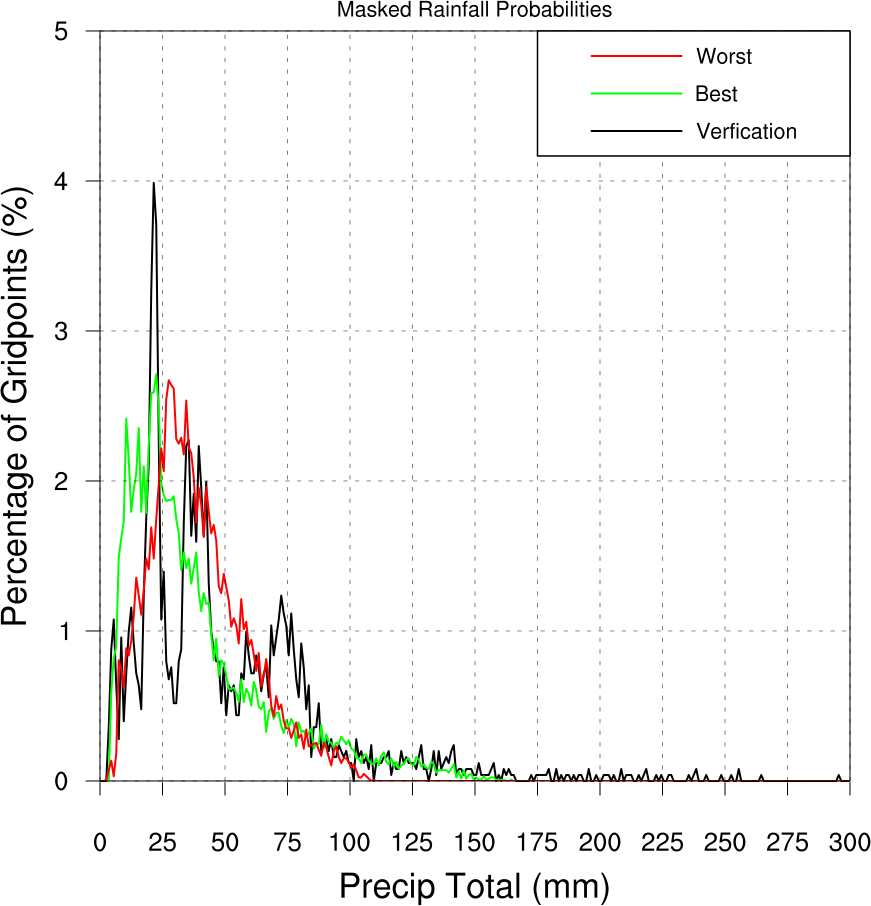 Masked Rainfall Probabilities
5
4
3
2
1
0
Percentage of Gridpoints (%)
Worst
Best
Verfication
0 25 50 75 100 125 150 175 200 225 250 275 300
Precip Total (mm)